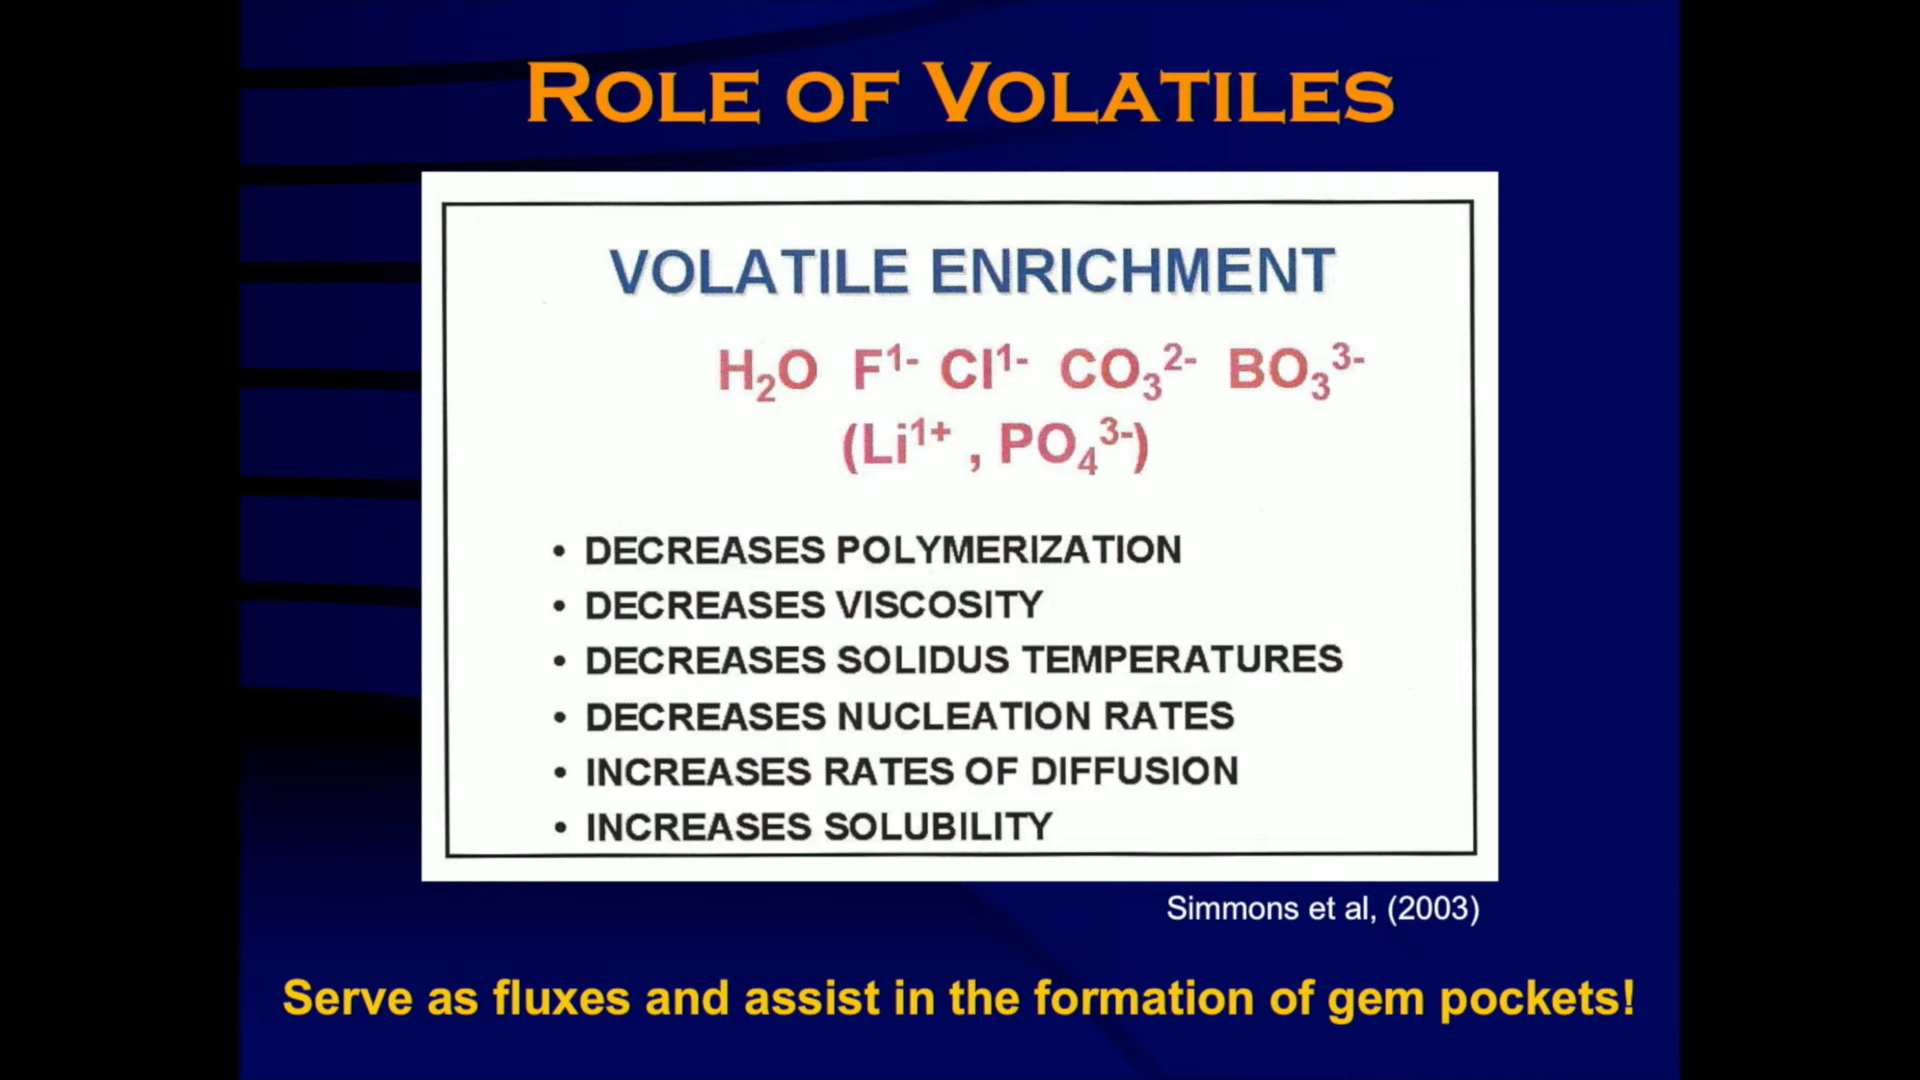 ROLE OF VOLATILES
VOLATILE ENRICHMENT
H₂O F¹⁻ Cl¹⁻ CO₃²⁻ BO₃³⁻
(Li¹⁺ , PO₄³⁻)
• DECREASES POLYMERIZATION
• DECREASES VISCOSITY
• DECREASES SOLIDUS TEMPERATURES
• DECREASES NUCLEATION RATES
• INCREASES RATES OF DIFFUSION
• INCREASES SOLUBILITY
Simmons et al, (2003)
Serve as fluxes and assist in the formation of gem pockets!